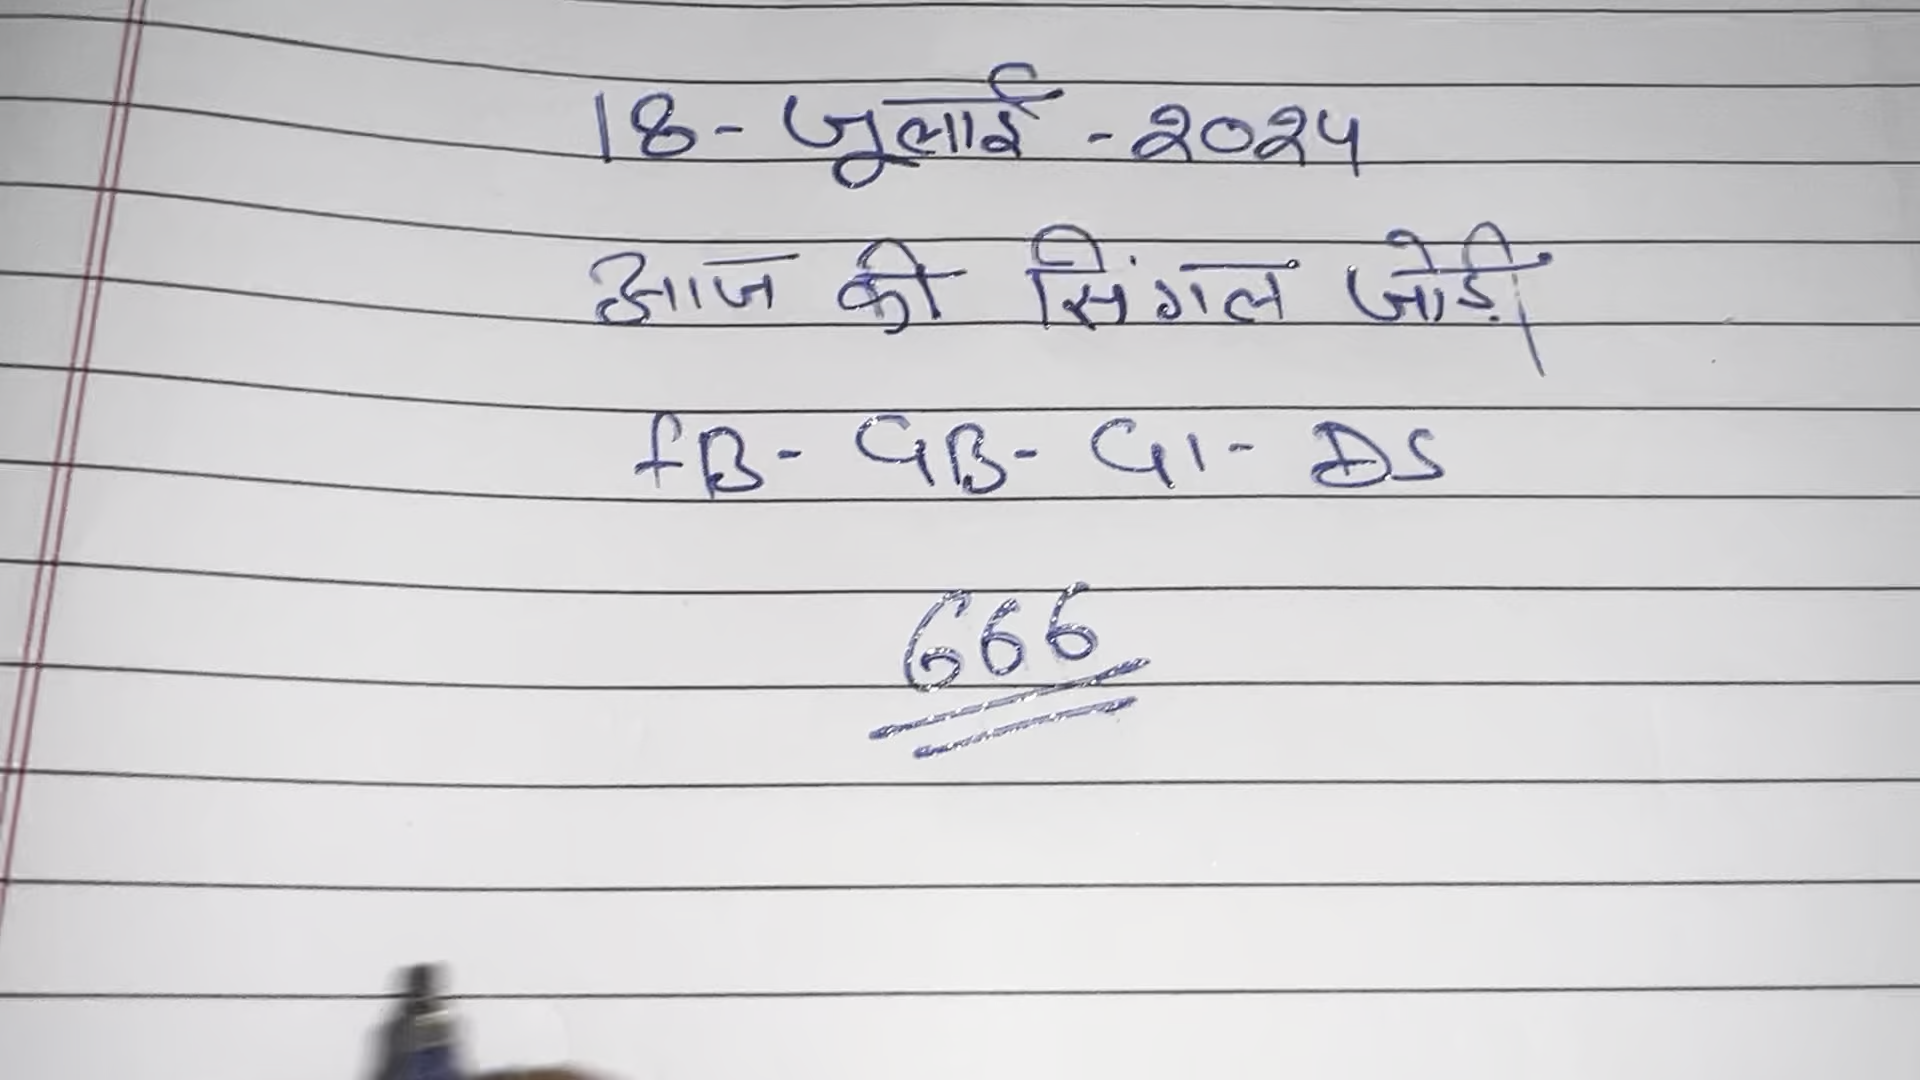 18- जुलाई -2024
आज की सिंगल जोड़ी
fB- GB- G1- DS
666